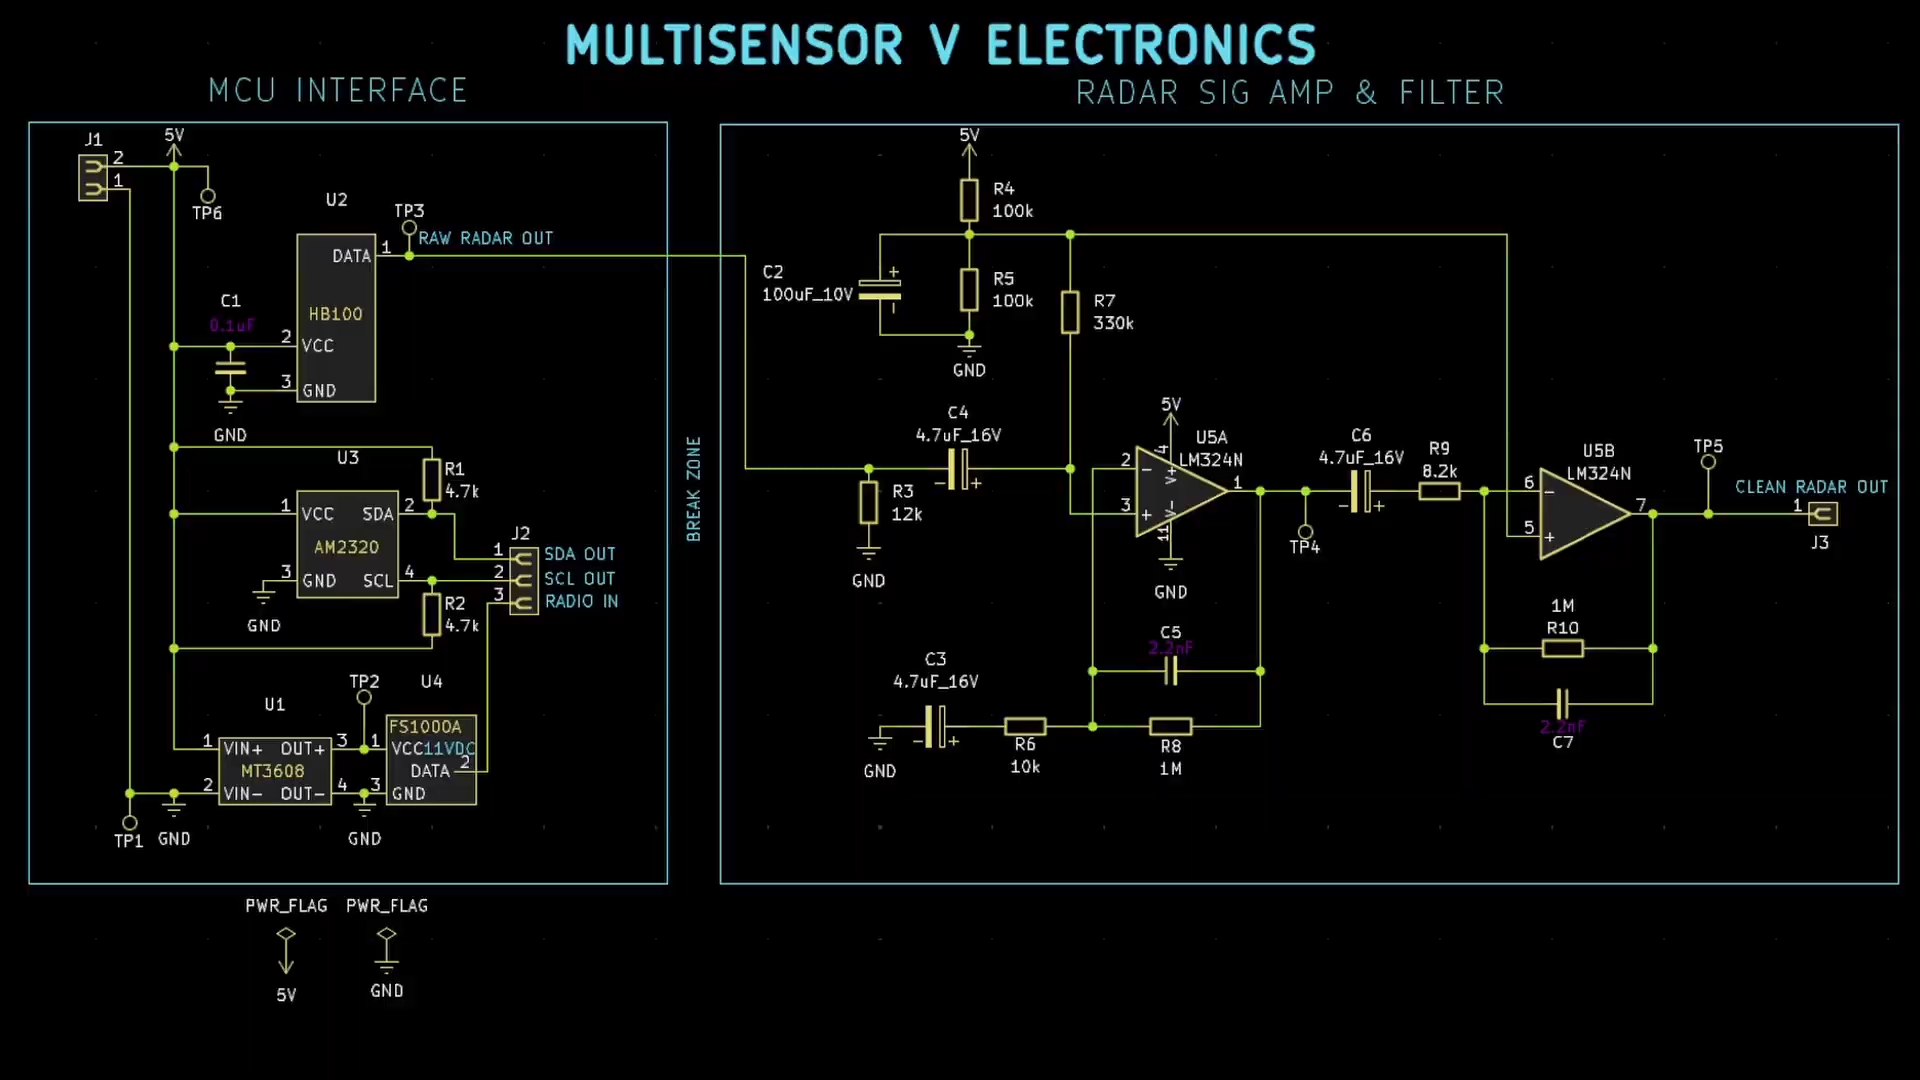 MULTISENSOR V ELECTRONICS
MCU INTERFACE
RADAR SIG AMP & FILTER
J1
2
1
5V
TP6
U2
TP3
RAW RADAR OUT
DATA
1
HB100
C1
0.1uF
2
VCC
3
GND
GND
U3
R1
4.7k
1
VCC
SDA
2
AM2320
3
GND
SCL
4
GND
R2
4.7k
J2
1
SDA OUT
2
SCL OUT
3
RADIO IN
U1
TP2
U4
FS1000A
1
VIN+
OUT+
3
1
VCC
11VDC
MT3608
DATA
2
2
VIN-
OUT-
4
3
GND
TP1
GND
GND
BREAK ZONE
5V
R4
100k
C2
100uF_10V
+
-
R5
100k
R7
330k
GND
C4
4.7uF_16V
-
+
R3
12k
GND
5V
U5A
LM324N
4
V+
2
-
3
+
1
V-
11
GND
TP4
C6
4.7uF_16V
-
+
R9
8.2k
U5B
LM324N
6
-
5
+
7
TP5
CLEAN RADAR OUT
1
J3
C5
2.2nF
C3
4.7uF_16V
-
+
GND
R6
10k
R8
1M
1M
R10
2.2nF
C7
PWR_FLAG
PWR_FLAG
5V
GND